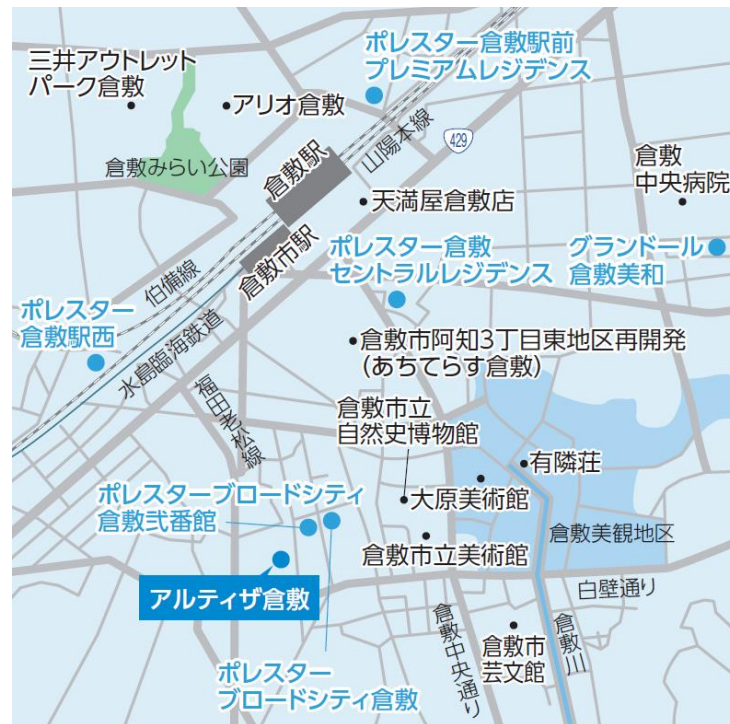 三井アウトレット
パーク倉敷
アリオ倉敷
ポレスター倉敷駅前
プレミアムレジデンス
山陽本線
429
倉敷
中央病院
倉敷みらい公園
倉敷駅
天満屋倉敷店
倉敷市駅
ポレスター倉敷
セントラルレジデンス
グランドール
倉敷美和
伯備線
ポレスター
倉敷駅西
水島臨海鉄道
倉敷市阿知3丁目東地区再開発
(あちてらす倉敷)
福田老松線
倉敷市立
自然史博物館
有隣荘
大原美術館
ポレスターブロードシティ
倉敷弐番館
倉敷市立美術館
倉敷美観地区
アルティザ倉敷
白壁通り
倉敷中央通り
倉敷市
芸文館
倉敷川
ポレスター
ブロードシティ倉敷